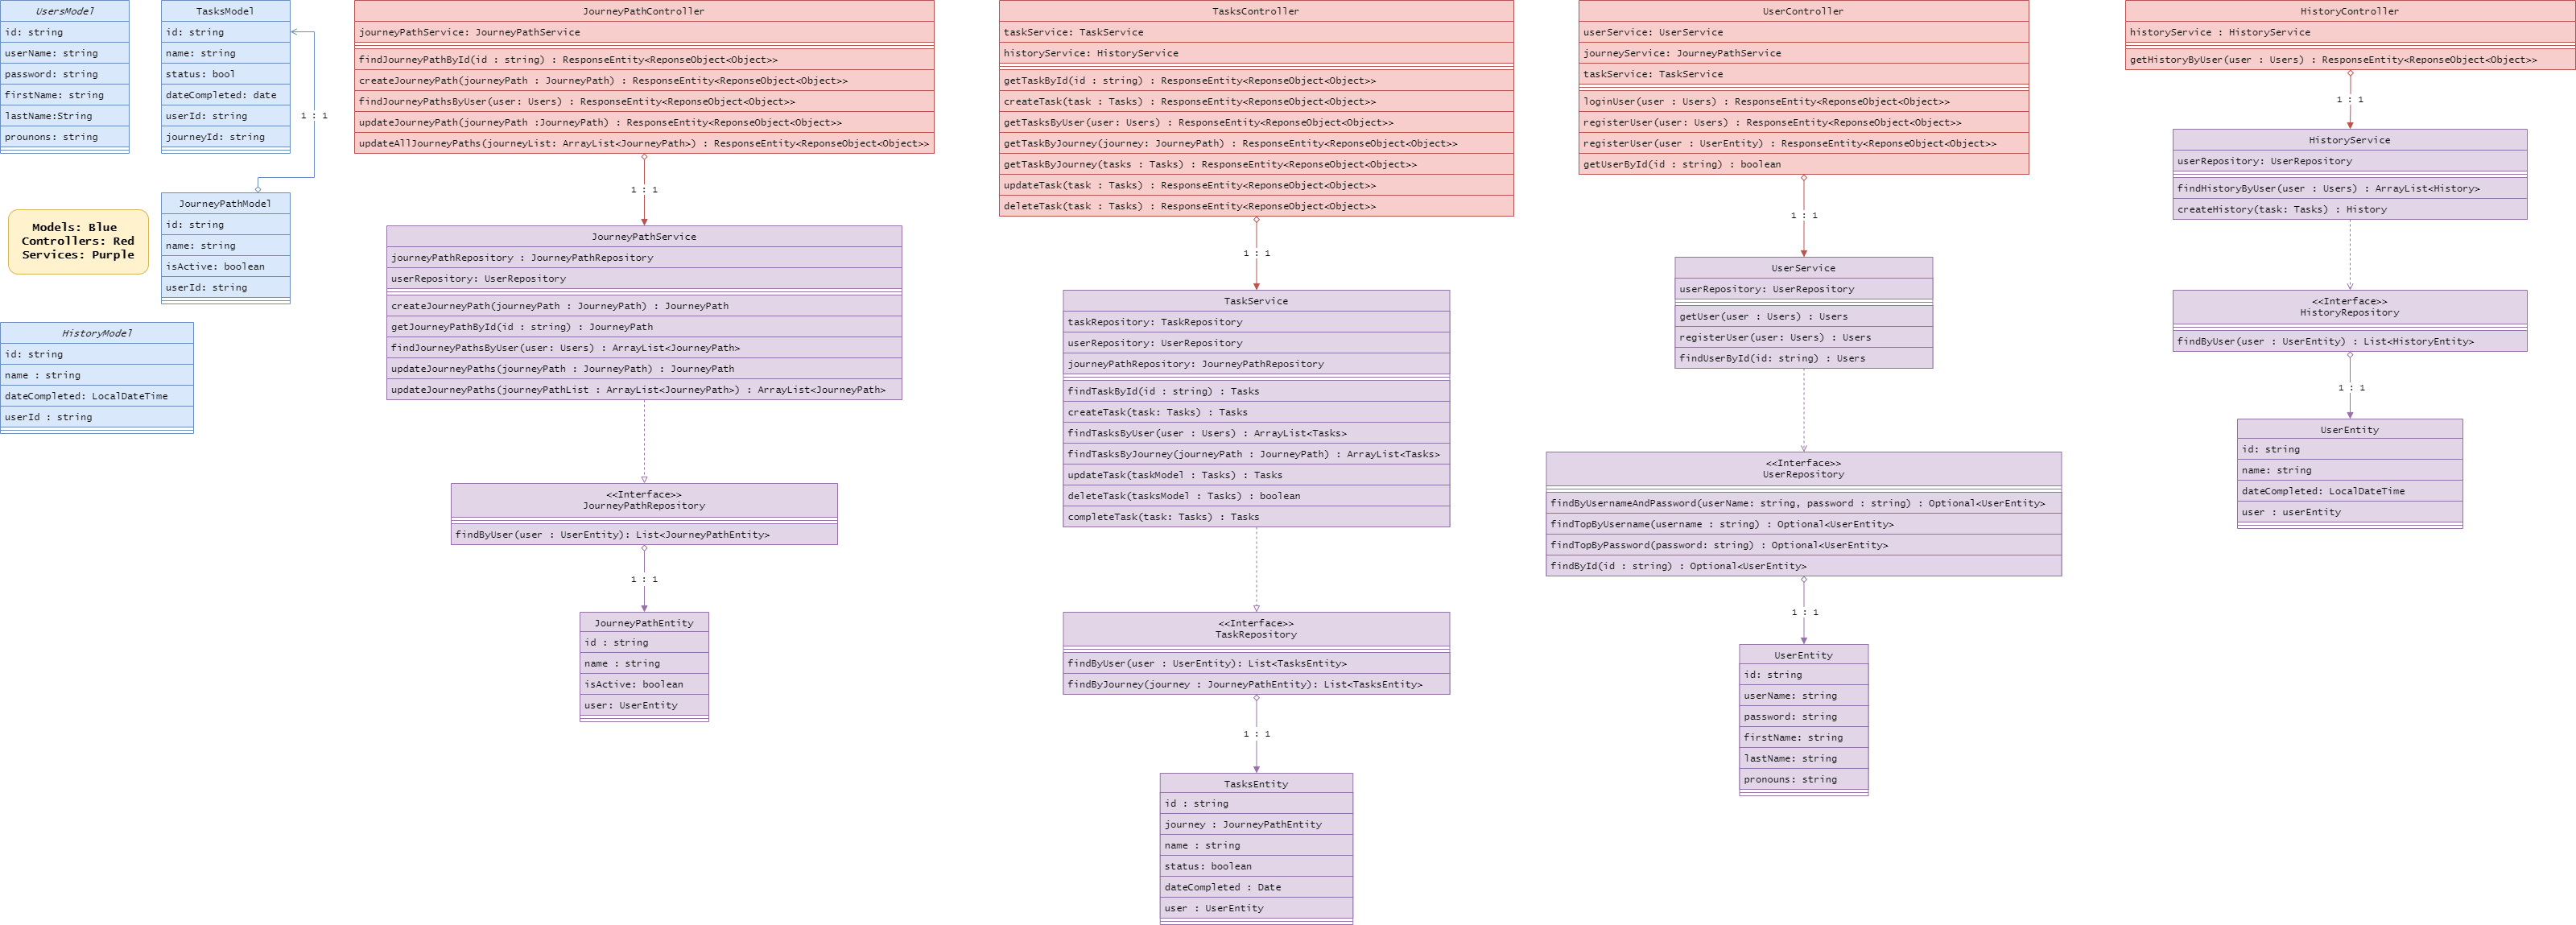 UsersModel
id: string
userName: string
password: string
firstName: string
lastName:String
prounons: string
TasksModel
id: string
name: string
status: bool
dateCompleted: date
userId: string
journeyId: string
1 : 1
JourneyPathModel
id: string
name: string
isActive: boolean
userId: string
Models: Blue
Controllers: Red
Services: Purple
HistoryModel
id: string
name : string
dateCompleted: LocalDateTime
userId : string
JourneyPathController
journeyPathService: JourneyPathService
findJourneyPathById(id : string) : ResponseEntity<ReponseObject<Object>>
createJourneyPath(journeyPath : JourneyPath) : ResponseEntity<ReponseObject<Object>>
findJourneyPathsByUser(user: Users) : ResponseEntity<ReponseObject<Object>>
updateJourneyPath(journeyPath :JourneyPath) : ResponseEntity<ReponseObject<Object>>
updateAllJourneyPaths(journeyList: ArrayList<JourneyPath>) : ResponseEntity<ReponseObject<Object>>
1 : 1
JourneyPathService
journeyPathRepository : JourneyPathRepository
userRepository: UserRepository
createJourneyPath(journeyPath : JourneyPath) : JourneyPath
getJourneyPathById(id : string) : JourneyPath
findJourneyPathsByUser(user: Users) : ArrayList<JourneyPath>
updateJourneyPaths(journeyPath : JourneyPath) : JourneyPath
updateJourneyPaths(journeyPathList : ArrayList<JourneyPath>) : ArrayList<JourneyPath>
<<Interface>>
JourneyPathRepository
findByUser(user : UserEntity): List<JourneyPathEntity>
1 : 1
JourneyPathEntity
id : string
name : string
isActive: boolean
user: UserEntity
TasksController
taskService: TaskService
historyService: HistoryService
getTaskById(id : string) : ResponseEntity<ReponseObject<Object>>
createTask(task : Tasks) : ResponseEntity<ReponseObject<Object>>
getTasksByUser(user: Users) : ResponseEntity<ReponseObject<Object>>
getTaskByJourney(journey: JourneyPath) : ResponseEntity<ReponseObject<Object>>
getTaskByJourney(tasks : Tasks) : ResponseEntity<ReponseObject<Object>>
updateTask(task : Tasks) : ResponseEntity<ReponseObject<Object>>
deleteTask(task : Tasks) : ResponseEntity<ReponseObject<Object>>
1 : 1
TaskService
taskRepository: TaskRepository
userRepository: UserRepository
journeyPathRepository: JourneyPathRepository
findTaskById(id : string) : Tasks
createTask(task: Tasks) : Tasks
findTasksByUser(user : Users) : ArrayList<Tasks>
findTasksByJourney(journeyPath : JourneyPath) : ArrayList<Tasks>
updateTask(taskModel : Tasks) : Tasks
deleteTask(tasksModel : Tasks) : boolean
completeTask(task: Tasks) : Tasks
<<Interface>>
TaskRepository
findByUser(user : UserEntity): List<TasksEntity>
findByJourney(journey : JourneyPathEntity): List<TasksEntity>
1 : 1
TasksEntity
id : string
journey : JourneyPathEntity
name : string
status: boolean
dateCompleted : Date
user : UserEntity
UserController
userService: UserService
journeyService: JourneyPathService
taskService: TaskService
loginUser(user : Users) : ResponseEntity<ReponseObject<Object>>
registerUser(user: Users) : ResponseEntity<ReponseObject<Object>>
registerUser(user : UserEntity) : ResponseEntity<ReponseObject<Object>>
getUserById(id : string) : boolean
1 : 1
UserService
userRepository: UserRepository
getUser(user : Users) : Users
registerUser(user: Users) : Users
findUserById(id: string) : Users
<<Interface>>
UserRepository
findByUsernameAndPassword(userName: string, password : string) : Optional<UserEntity>
findTopByUsername(username : string) : Optional<UserEntity>
findTopByPassword(password: string) : Optional<UserEntity>
findById(id : string) : Optional<UserEntity>
1 : 1
UserEntity
id: string
userName: string
password: string
firstName: string
lastName: string
pronouns: string
HistoryController
historyService : HistoryService
getHistoryByUser(user : Users) : ResponseEntity<ReponseObject<Object>>
1 : 1
HistoryService
userRepository: UserRepository
findHistoryByUser(user : Users) : ArrayList<History>
createHistory(task: Tasks) : History
<<Interface>>
HistoryRepository
findByUser(user : UserEntity) : List<HistoryEntity>
1 : 1
UserEntity
id: string
name: string
dateCompleted: LocalDateTime
user : userEntity